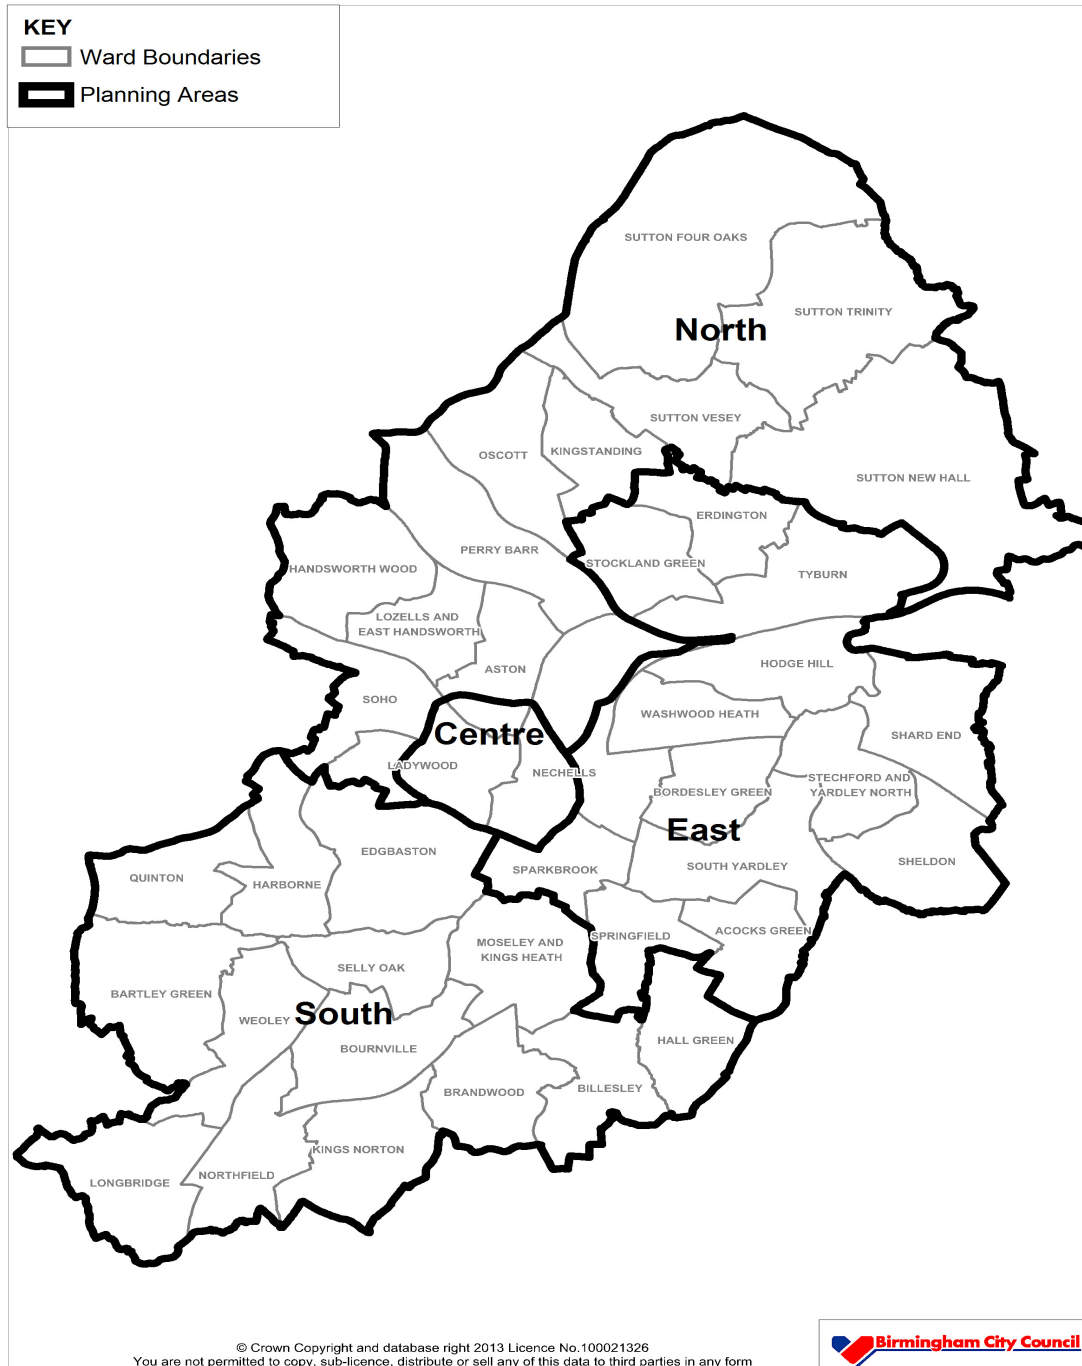 KEY
Ward Boundaries
Planning Areas
SUTTON FOUR OAKS
SUTTON TRINITY
North
SUTTON VESEY
OSCOTT
KINGSTANDING
SUTTON NEW HALL
ERDINGTON
PERRY BARR
STOCKLAND GREEN
HANDSWORTH WOOD
TYBURN
LOZELLS AND
EAST HANDSWORTH
HODGE HILL
ASTON
SOHO
WASHWOOD HEATH
Centre
SHARD END
LADYWOOD
NECHELLS
STECHFORD AND
YARDLEY NORTH
BORDESLEY GREEN
East
EDGBASTON
SHELDON
SOUTH YARDLEY
SPARKBROOK
QUINTON
HARBORNE
ACOCKS GREEN
SPRINGFIELD
MOSELEY AND
KINGS HEATH
SELLY OAK
BARTLEY GREEN
South
WEOLEY
HALL GREEN
BOURNVILLE
BILLESLEY
BRANDWOOD
KINGS NORTON
NORTHFIELD
LONGBRIDGE
Birmingham City Council
© Crown Copyright and database right 2013 Licence No.100021326
You are not permitted to copy, sub-licence, distribute or sell any of this data to third parties in any form